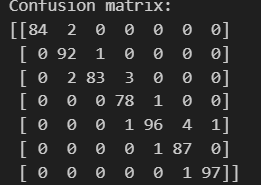 Confusion matrix:
[[84 2 0 0 0 0 0]
[ 0 92 1 0 0 0 0]
[ 0 2 83 3 0 0 0]
[ 0 0 0 78 1 0 0]
[ 0 0 0 1 96 4 1]
[ 0 0 0 0 1 87 0]
[ 0 0 0 0 0 1 97]]